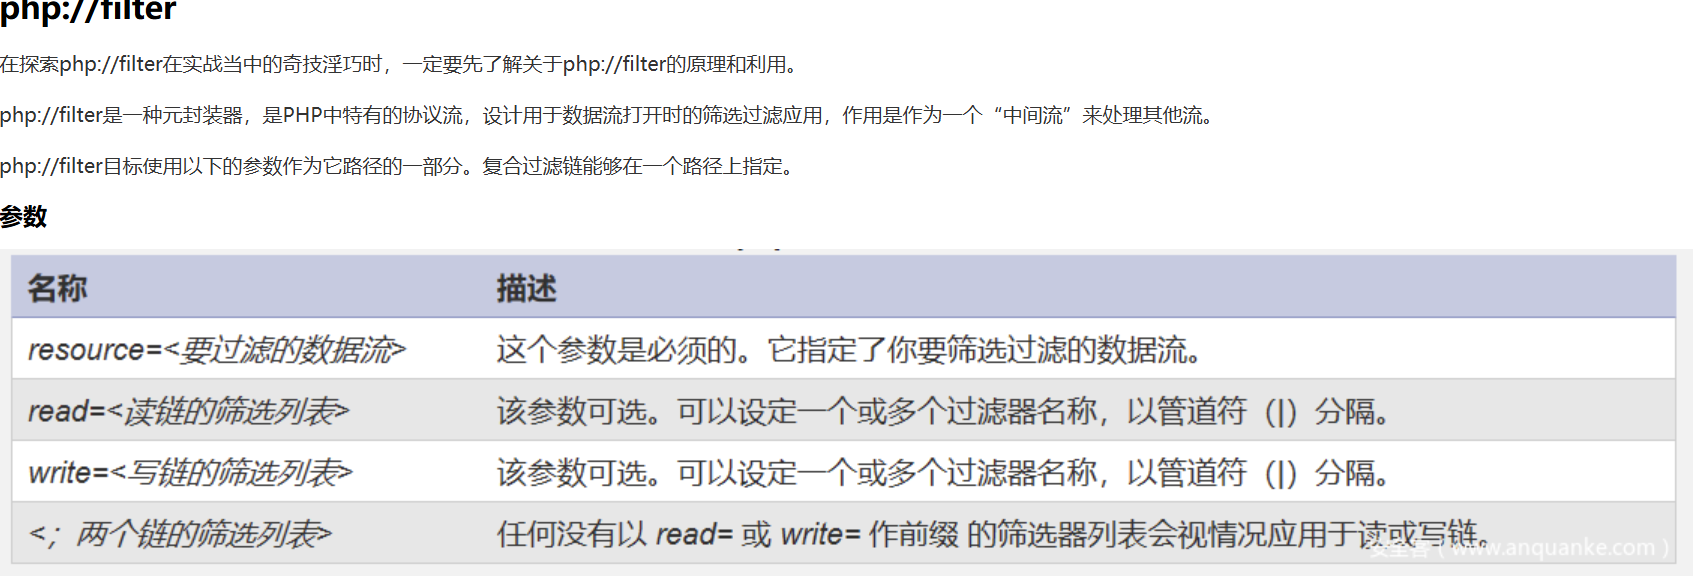 php://filter
在探索php://filter在实战当中的奇技淫巧时，一定要先了解关于php://filter的原理和利用。
php://filter是一种元封装器，是PHP中特有的协议流，设计用于数据流打开时的筛选过滤应用，作用是作为一个“中间流”来处理其他流。
php://filter目标使用以下的参数作为它路径的一部分。复合过滤链能够在一个路径上指定。
参数
名称 描述
resource=<要过滤的数据流> 这个参数是必须的。它指定了你要筛选过滤的数据流。
read=<读链的筛选列表> 该参数可选。可以设定一个或多个过滤器名称，以管道符（|）分隔。
write=<写链的筛选列表> 该参数可选。可以设定一个或多个过滤器名称，以管道符（|）分隔。
<；两个链的筛选列表> 任何没有以 read= 或 write= 作前缀 的筛选器列表会视情况应用于读或写链。
安全客（www.anquanke.com）